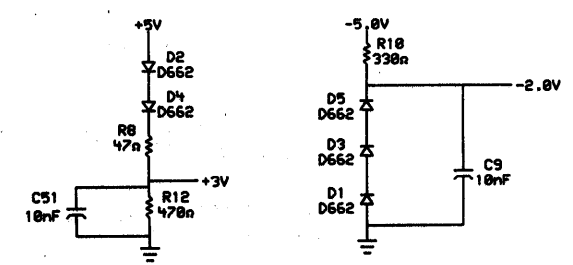 +5V
D2
D662
D4
D662
R8
47Ω
+3V
C51
10nF
R12
470Ω
-5.0V
R10
330Ω
-2.0V
D5
D662
D3
D662
C9
10nF
D1
D662